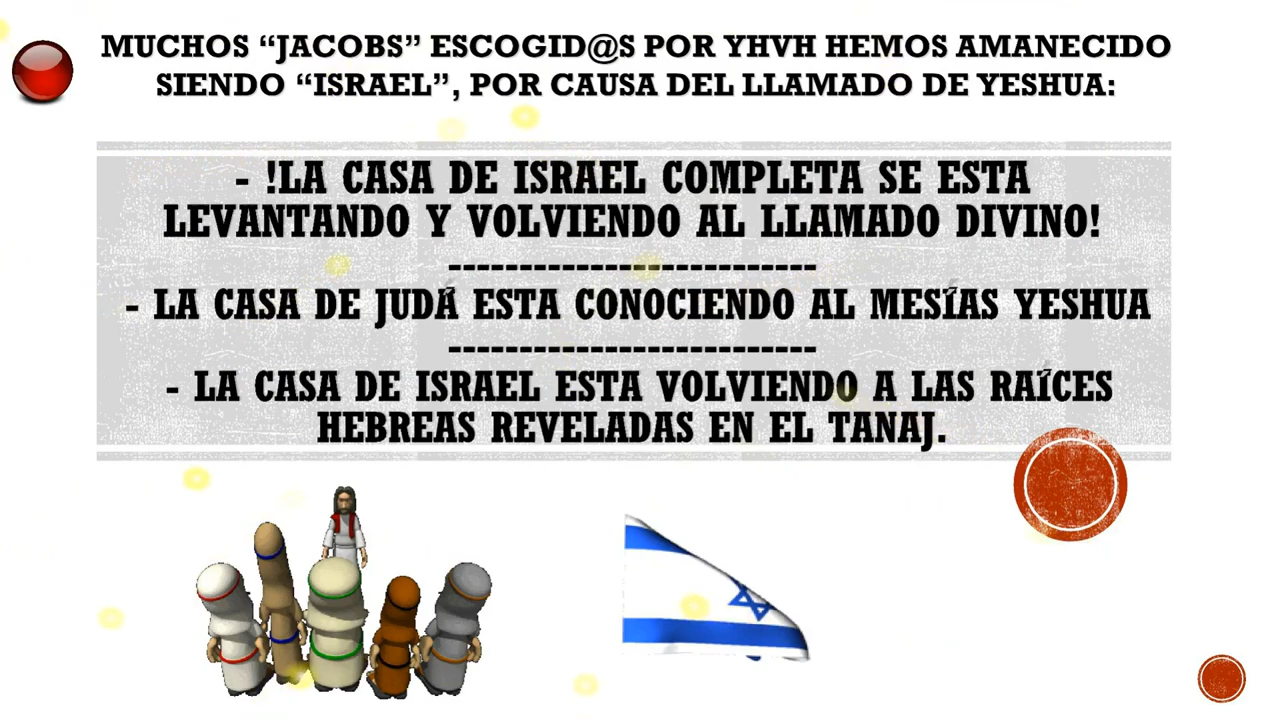 MUCHOS “JACOBS” ESCOGID@S POR YHVH HEMOS AMANECIDO
SIENDO “ISRAEL”, POR CAUSA DEL LLAMADO DE YESHUA:
- !LA CASA DE ISRAEL COMPLETA SE ESTA
LEVANTANDO Y VOLVIENDO AL LLAMADO DIVINO!
--------------------------
- LA CASA DE JUDÁ ESTA CONOCIENDO AL MESÍAS YESHUA
--------------------------
- LA CASA DE ISRAEL ESTA VOLVIENDO A LAS RAÍCES
HEBREAS REVELADAS EN EL TANAJ.